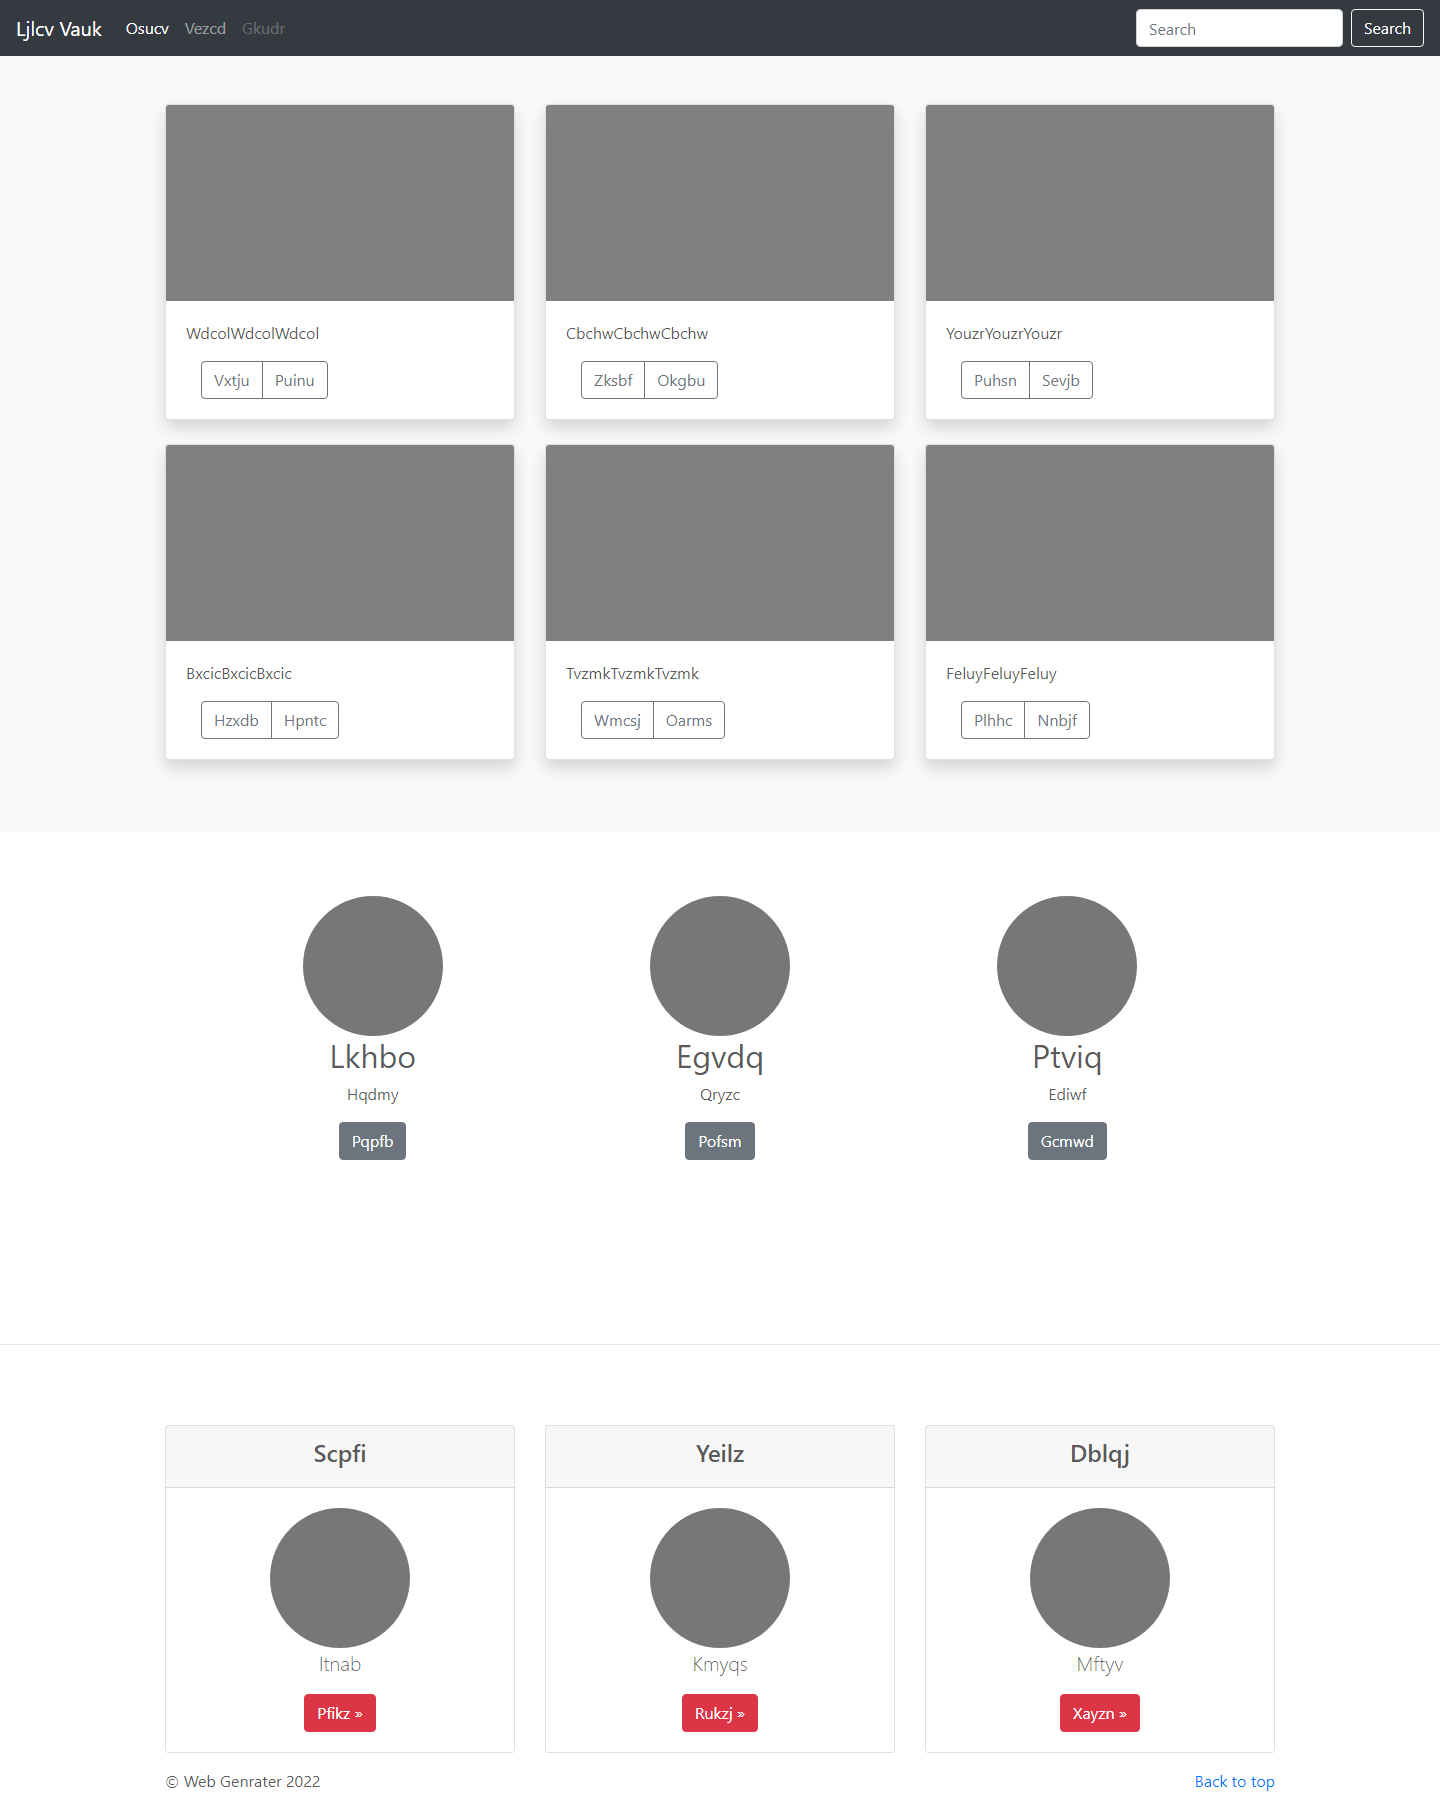 Ljlcv Vauk Osucv Vezcd Gkudr Search Search
WdcolWdcolWdcol CbchwCbchwCbchw YouzrYouzrYouzr
Vxtju Puinu Zksbf Okgbu Puhsn Sevjb
BxcicBxcicBxcic TvzmkTvzmkTvzmk FeluyFeluyFeluy
Hzxdb Hpntc Wmcsj Oarms Plhhc Nnbjf
Lkhbo Egvdq Ptviq
Hqdmy Qryzc Ediwf
Pqpfb Pofsm Gcmwd
Scpfi Yeilz Dblqj
Itnab Kmyqs Mftyv
Pfikz » Rukzj » Xayzn »
© Web Genrater 2022 Back to top